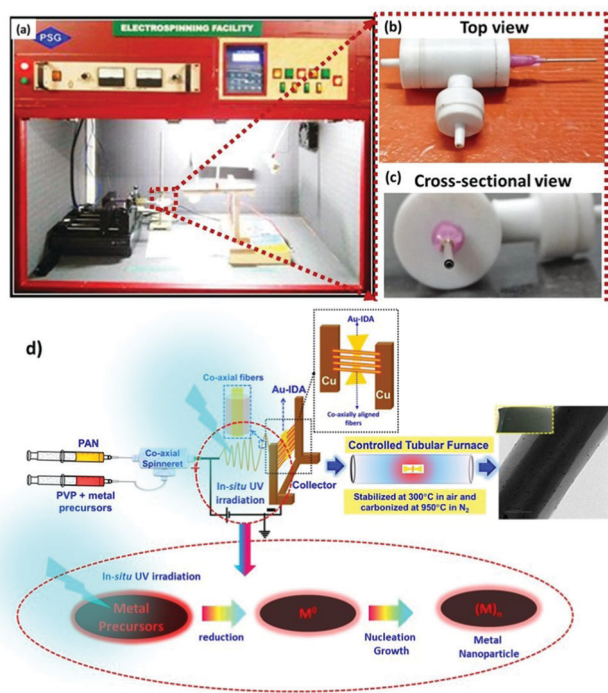 (a)
PSG
ELECTROSPINNING FACILITY
(b)
Top view
(c)
Cross-sectional view
d)
Au-IDA
Cu
Cu
Co-axially aligned
fibers
Co-axial fibers
Au-IDA
PAN
Co-axial
Spinneret
PVP + metal
precursors
In-situ UV
irradiation
Collector
Controlled Tubular Furnace
Stabilized at 300°C in air and
carbonized at 950°C in N₂
In-situ UV irradiation
Metal
Precursors
reduction
M⁰
Nucleation
Growth
(M)ₙ
Metal
Nanoparticle